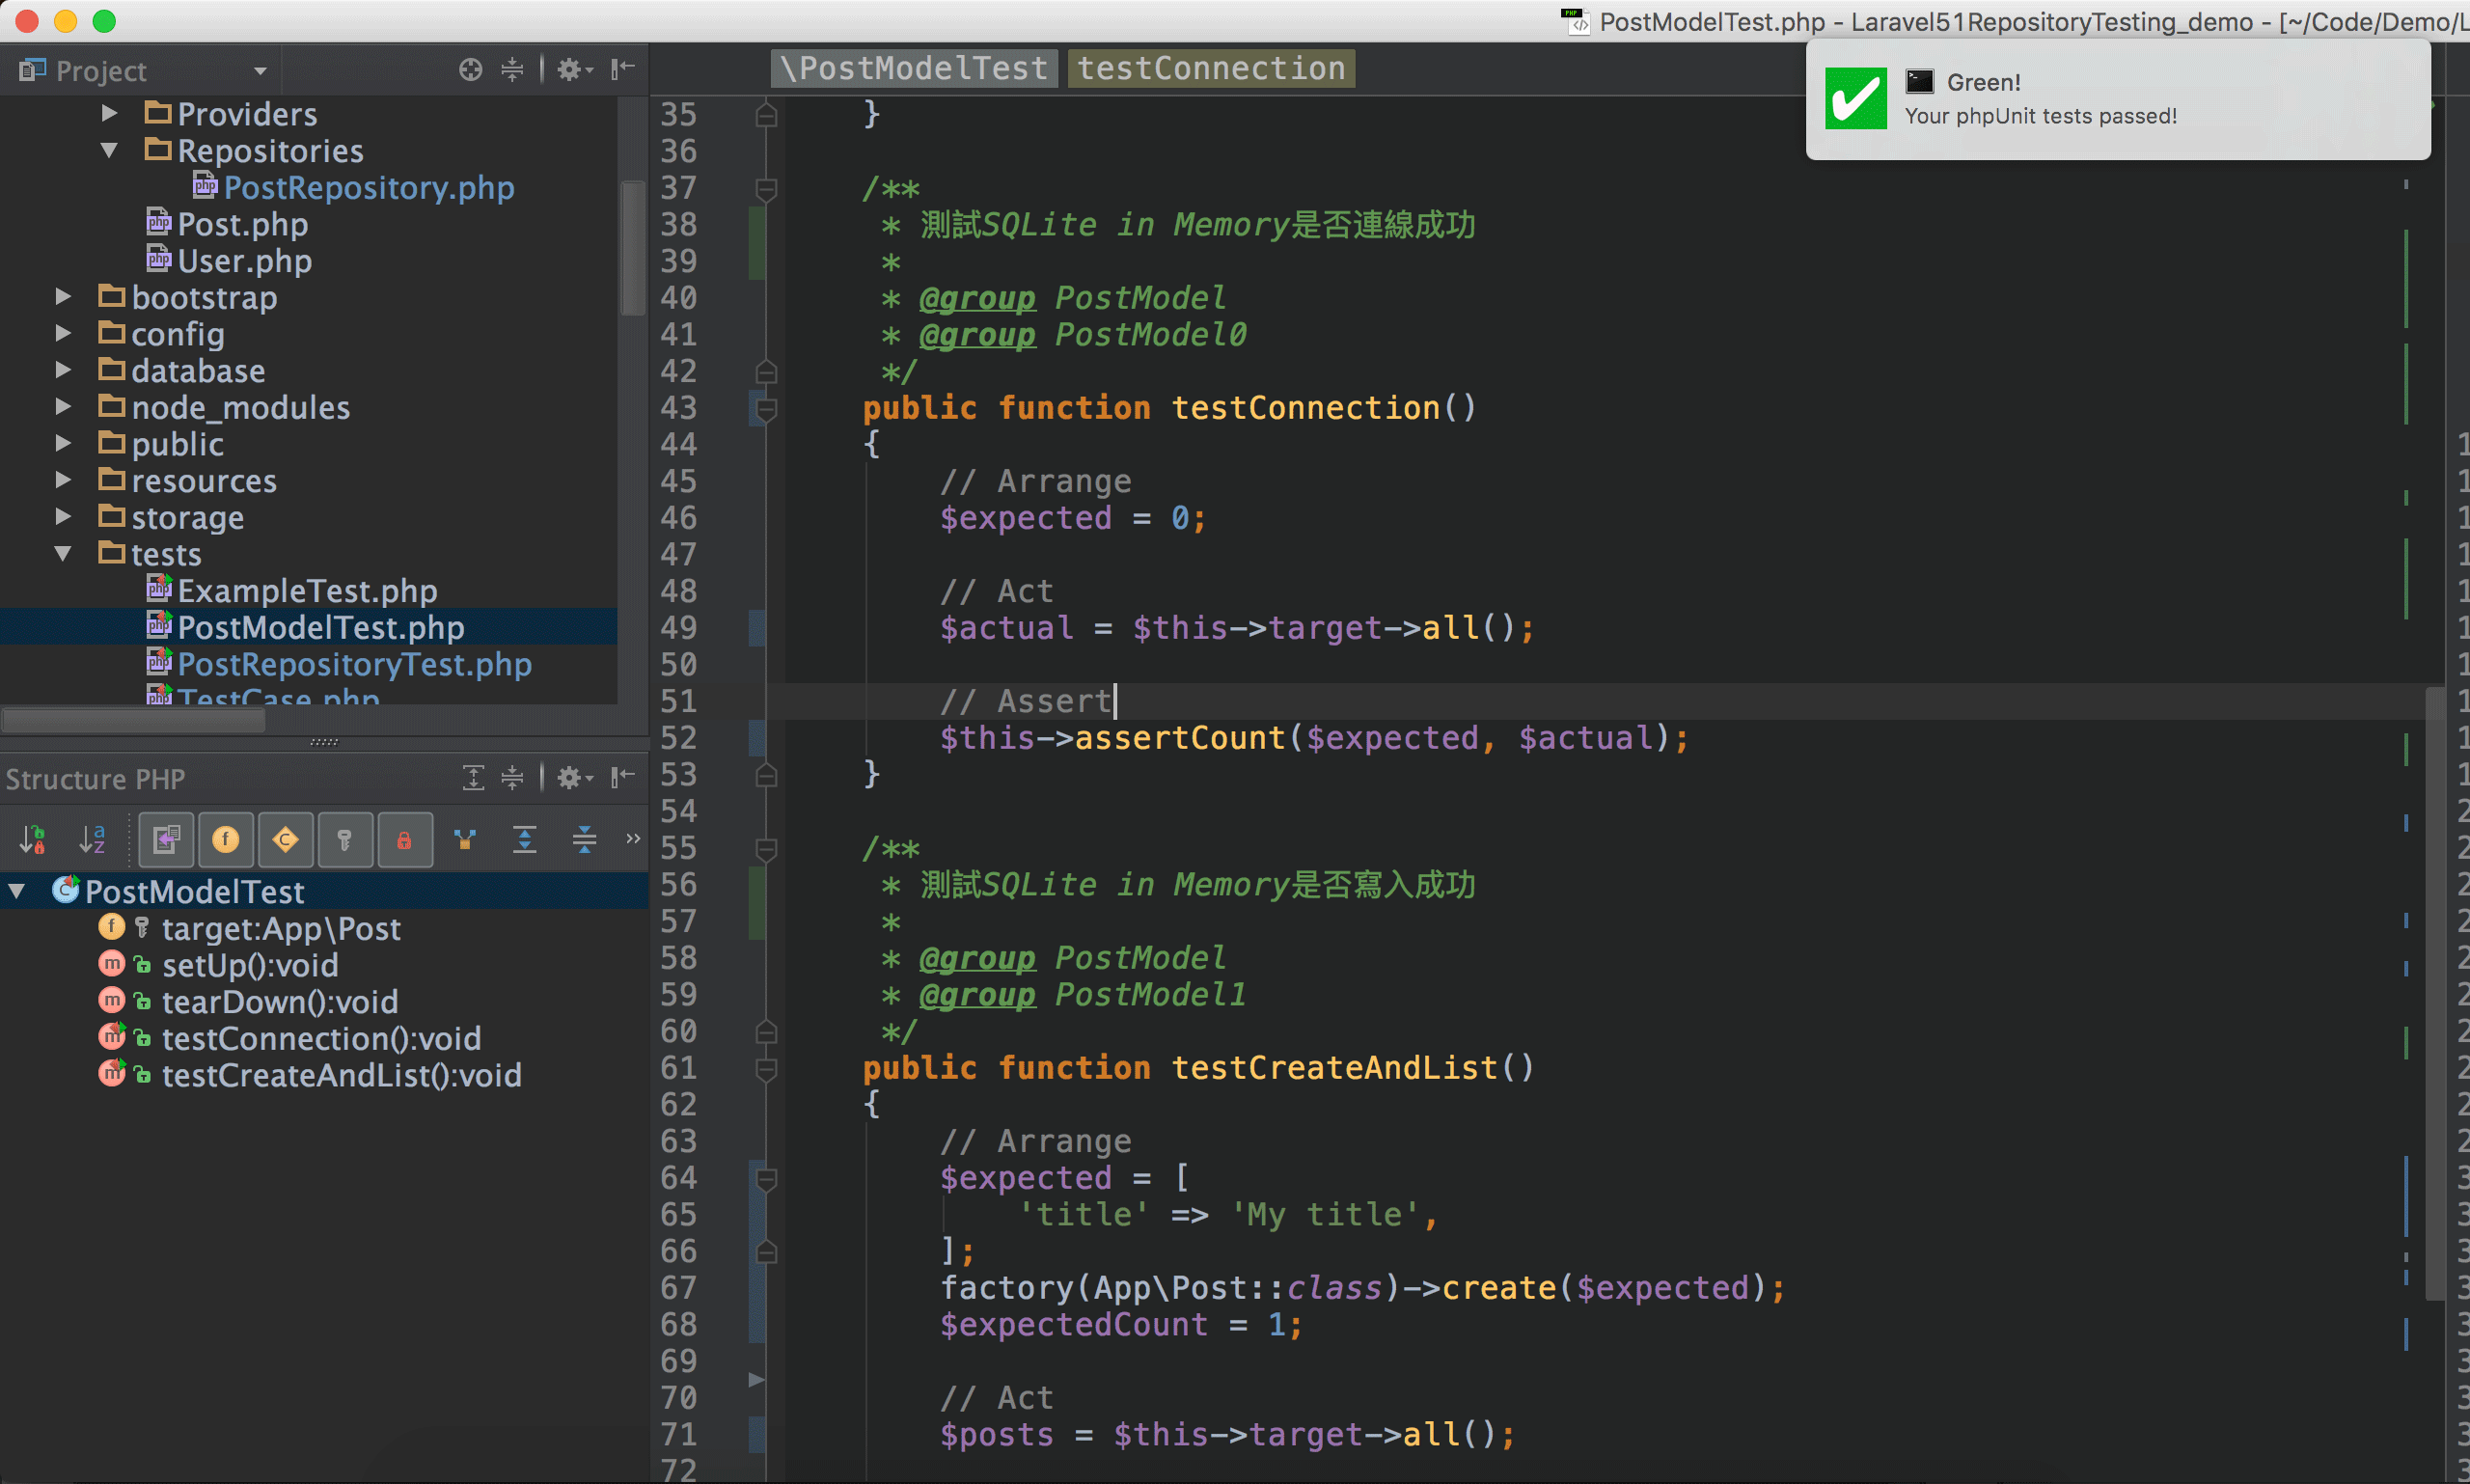 PostModelTest.php - Laravel51RepositoryTesting_demo - [~/Code/Demo/L
Project
Providers
Repositories
PostRepository.php
Post.php
User.php
bootstrap
config
database
node_modules
public
resources
storage
tests
ExampleTest.php
PostModelTest.php
PostRepositoryTest.php
TestCase.php
Structure PHP
PostModelTest
target:App\Post
setUp():void
tearDown():void
testConnection():void
testCreateAndList():void
\PostModelTest testConnection
Green!
Your phpUnit tests passed!
35 }
36
37 /**
38 * 測試SQLite in Memory是否連線成功
39 *
40 * @group PostModel
41 * @group PostModel0
42 */
43 public function testConnection()
44 {
45 // Arrange
46 $expected = 0;
47
48 // Act
49 $actual = $this->target->all();
50
51 // Assert
52 $this->assertCount($expected, $actual);
53 }
54
55 /**
56 * 測試SQLite in Memory是否寫入成功
57 *
58 * @group PostModel
59 * @group PostModel1
60 */
61 public function testCreateAndList()
62 {
63 // Arrange
64 $expected = [
65 'title' => 'My title',
66 ];
67 factory(App\Post::class)->create($expected);
68 $expectedCount = 1;
69
70 // Act
71 $posts = $this->target->all();
72